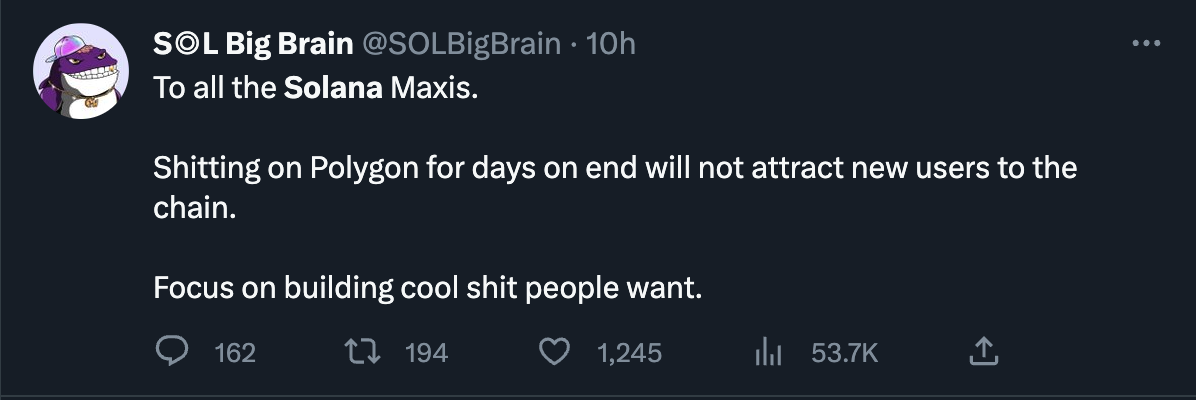 S◎L Big Brain @SOLBigBrain · 10h
To all the Solana Maxis.
Shitting on Polygon for days on end will not attract new users to the
chain.
Focus on building cool shit people want.
162 194 1,245 53.7K